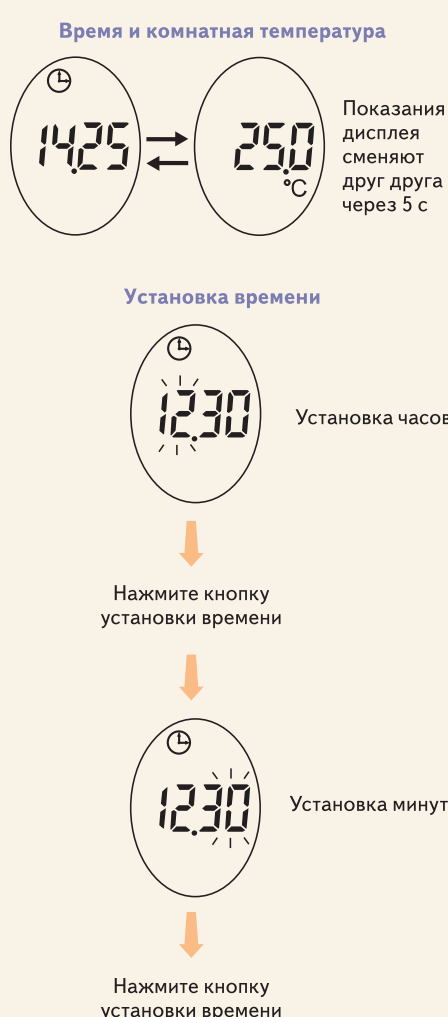 Время и комнатная температура
14.25
25.0
°C
Показания
дисплея
сменяют
друг друга
через 5 с
Установка времени
12.30
Установка часов
Нажмите кнопку
установки времени
12.30
Установка минут
Нажмите кнопку
установки времени